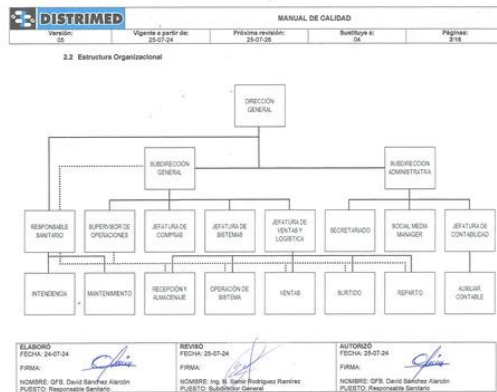 DISTRIMED
MANUAL DE CALIDAD
Versión:
05
Vigente a partir de:
25-07-24
Próxima revisión:
25-07-26
Sustituye a:
04
Páginas:
3/16
2.2 Estructura Organizacional
DIRECCIÓN
GENERAL
SUBDIRECCIÓN
GENERAL
SUBDIRECCIÓN
ADMINISTRATIVA
RESPONSABLE
SANITARIO
SUPERVISOR DE
OPERACIONES
JEFATURA DE
COMPRAS
JEFATURA DE
SISTEMAS
JEFATURA DE
VENTAS Y
LOGÍSTICA
SECRETARIADO
SOCIAL MEDIA
MANAGER
JEFATURA DE
CONTABILIDAD
INTENDENCIA
MANTENIMIENTO
RECEPCIÓN Y
ALMACENAJE
OPERACIÓN DE
SISTEMA
VENTAS
SURTIDO
REPARTO
AUXILIAR
CONTABLE
ELABORÓ
FECHA: 24-07-24
FIRMA:
NOMBRE: QFB. David Sánchez Alarcón
PUESTO: Responsable Sanitario
REVISÓ
FECHA: 25-07-24
FIRMA:
NOMBRE: Ing. N. Samir Rodríguez Ramírez
PUESTO: Subdirector General
AUTORIZÓ
FECHA: 25-07-24
FIRMA:
NOMBRE: QFB. David Sánchez Alarcón
PUESTO: Responsable Sanitario